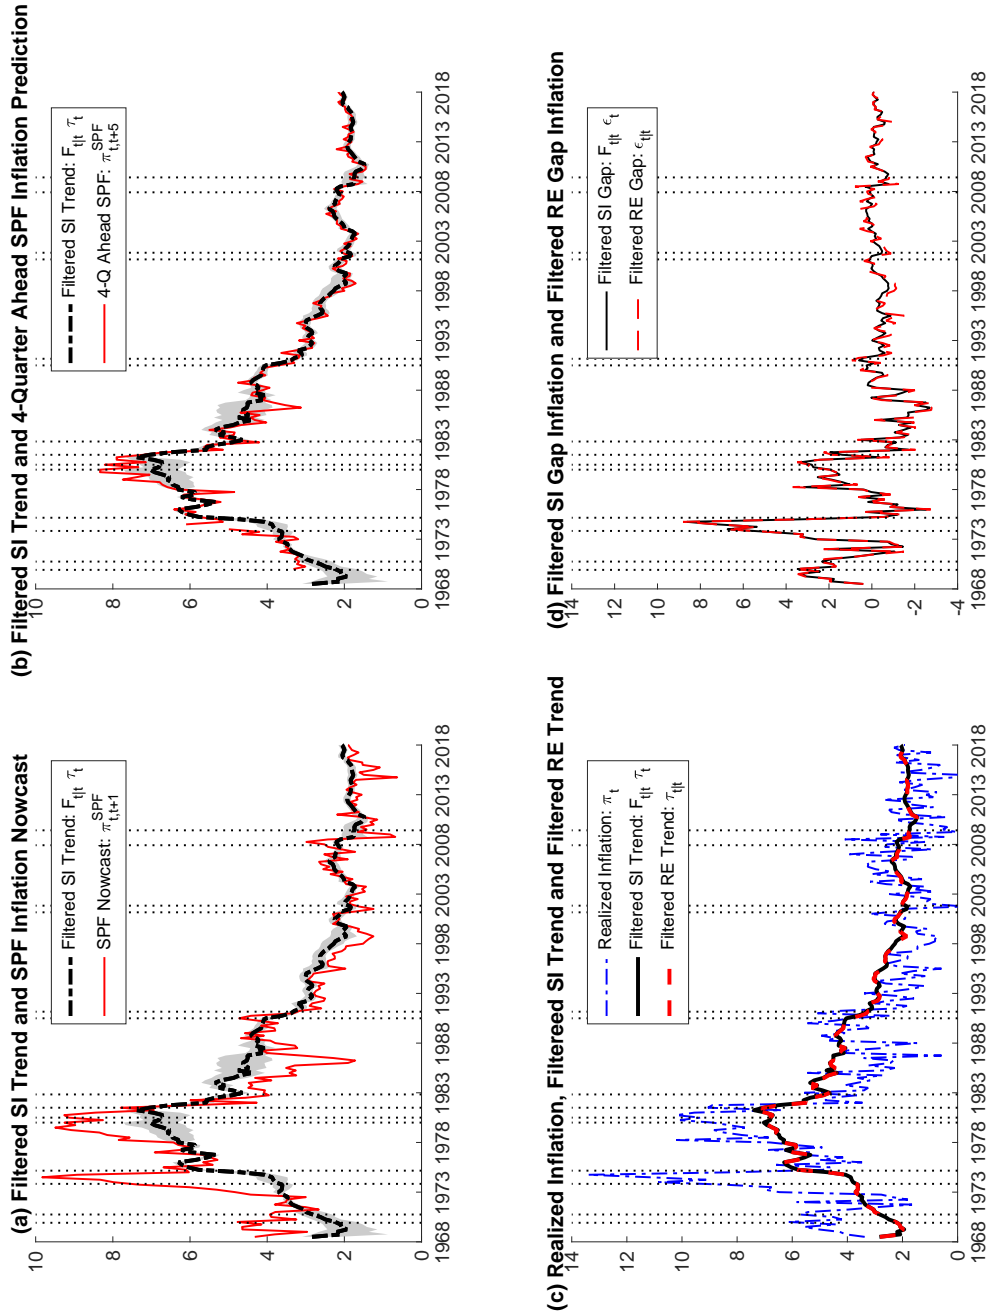 (a) Filtered SI Trend and SPF Inflation Nowcast
Filtered SI Trend: F_{t|t} τ_t
SPF Nowcast: π^{SPF}_{t,t+1}
10
8
6
4
2
0
1968 1973 1978 1983 1988 1993 1998 2003 2008 2013 2018
(b) Filtered SI Trend and 4-Quarter Ahead SPF Inflation Prediction
Filtered SI Trend: F_{t|t} τ_t
4-Q Ahead SPF: π^{SPF}_{t,t+5}
10
8
6
4
2
0
1968 1973 1978 1983 1988 1993 1998 2003 2008 2013 2018
(c) Realized Inflation, Filtereed SI Trend and Filtered RE Trend
Realized Inflation: π_t
Filtered SI Trend: F_{t|t} τ_t
Filtered RE Trend: τ_{t|t}
14
12
10
8
6
4
2
0
1968 1973 1978 1983 1988 1993 1998 2003 2008 2013 2018
(d) Filtered SI Gap Inflation and Filtered RE Gap Inflation
Filtered SI Gap: F_{t|t} ϵ_t
Filtered RE Gap: ϵ_{t|t}
14
12
10
8
6
4
2
0
-2
-4
1968 1973 1978 1983 1988 1993 1998 2003 2008 2013 2018